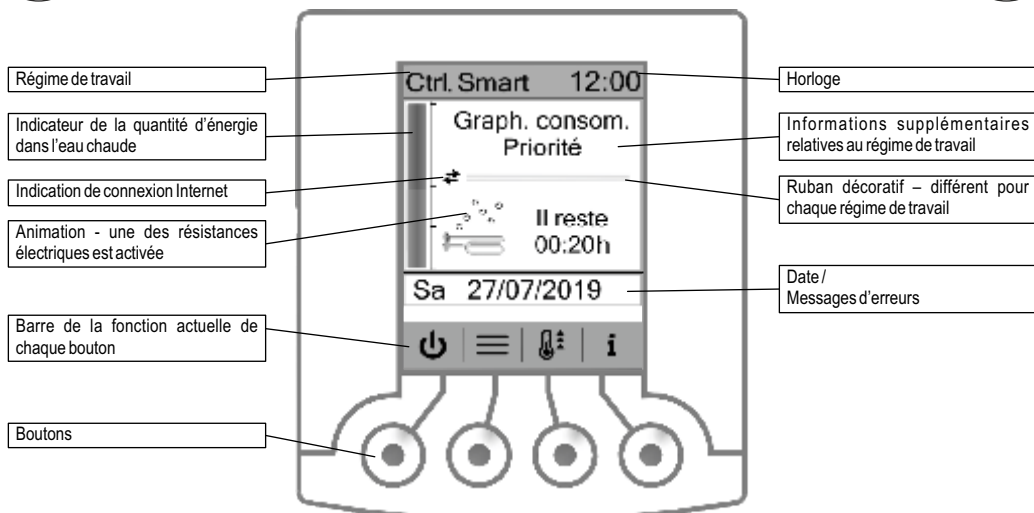 Régime de travail
Indicateur de la quantité d'énergie
dans l'eau chaude
Indication de connexion Internet
Animation - une des résistances
électriques est activée
Barre de la fonction actuelle de
chaque bouton
Boutons
Ctrl. Smart 12:00
Graph. consom.
Priorité
Il reste
00:20h
Sa 27/07/2019
i
Horloge
Informations supplémentaires
relatives au régime de travail
Ruban décoratif – différent pour
chaque régime de travail
Date /
Messages d'erreurs